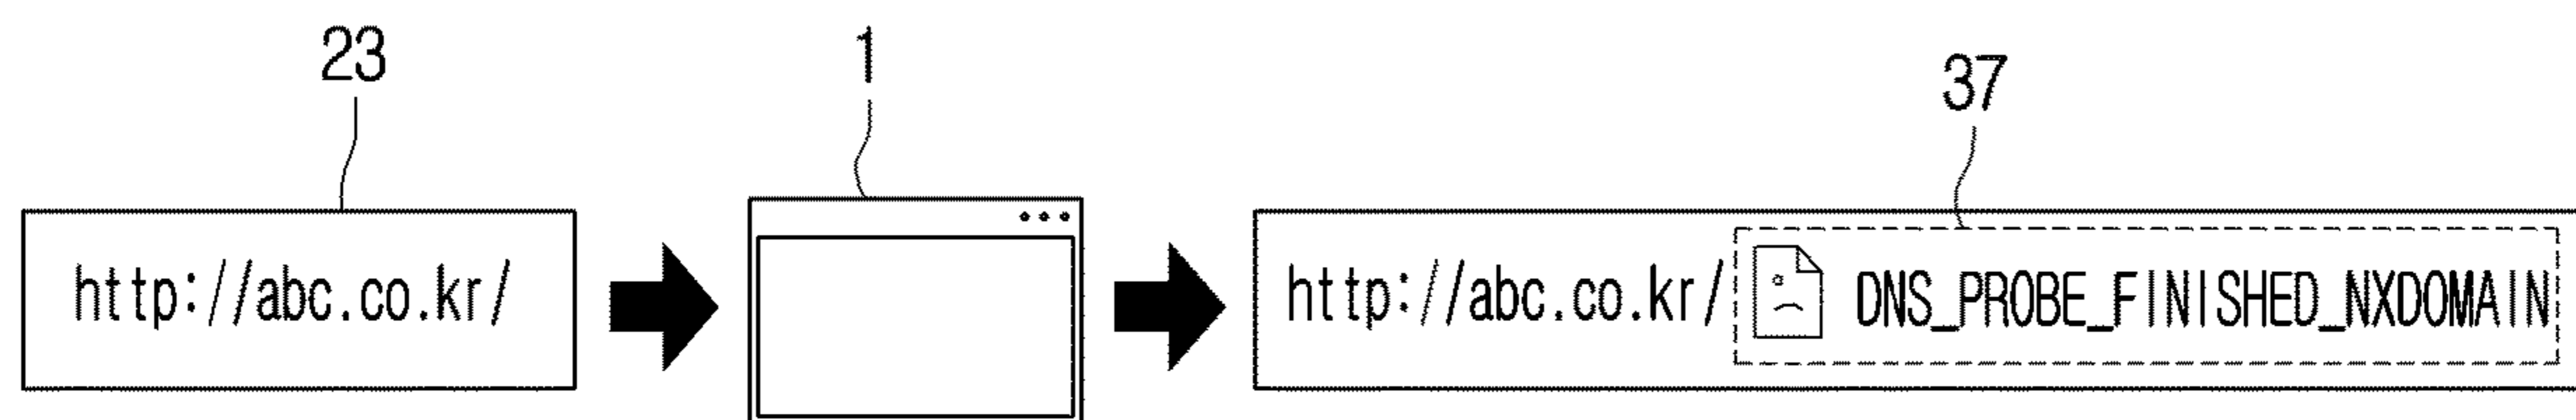 23
1
37
http://abc.co.kr/
http://abc.co.kr/ DNS_PROBE_FINISHED_NXDOMAIN